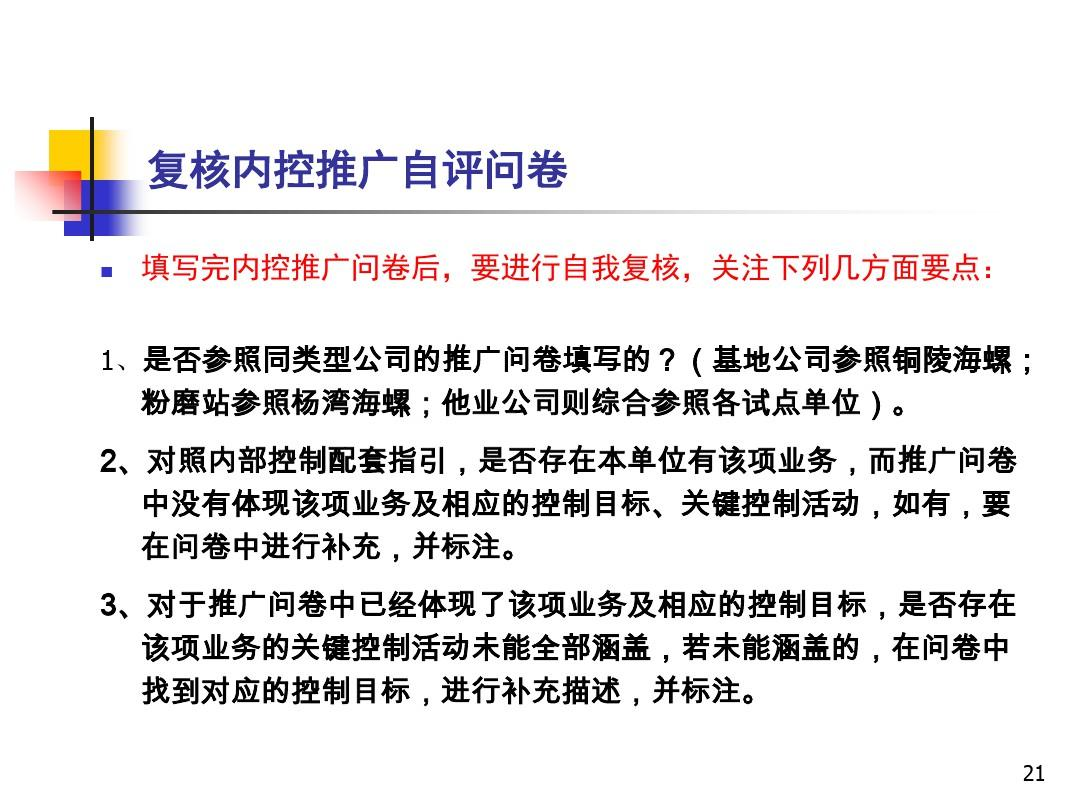 复核内控推广自评问卷
填写完内控推广问卷后，要进行自我复核，关注下列几方面要点：
1、是否参照同类型公司的推广问卷填写的？（基地公司参照铜陵海螺；
粉磨站参照杨湾海螺；他业公司则综合参照各试点单位）。
2、对照内部控制配套指引，是否存在本单位有该项业务，而推广问卷
中没有体现该项业务及相应的控制目标、关键控制活动，如有，要
在问卷中进行补充，并标注。
3、对于推广问卷中已经体现了该项业务及相应的控制目标，是否存在
该项业务的关键控制活动未能全部涵盖，若未能涵盖的，在问卷中
找到对应的控制目标，进行补充描述，并标注。
21